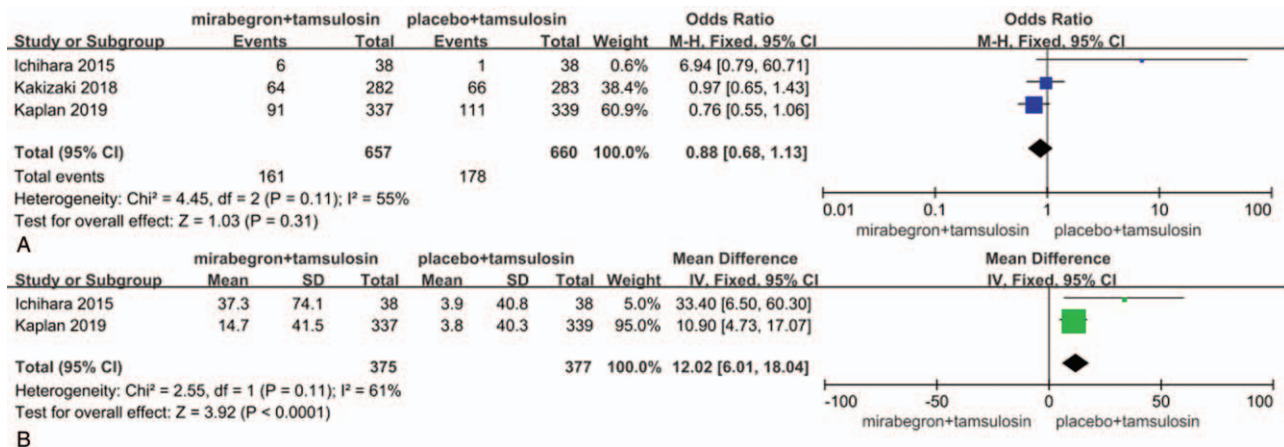 mirabegron+tamsulosin placebo+tamsulosin Odds Ratio Odds Ratio
Study or Subgroup Events Total Events Total Weight M-H, Fixed, 95% CI M-H, Fixed, 95% CI
Ichihara 2015 6 38 1 38 0.6% 6.94 [0.79, 60.71]
Kakizaki 2018 64 282 66 283 38.4% 0.97 [0.65, 1.43]
Kaplan 2019 91 337 111 339 60.9% 0.76 [0.55, 1.06]
Total (95% CI) 657 660 100.0% 0.88 [0.68, 1.13]
Total events 161 178
Heterogeneity: Chi² = 4.45, df = 2 (P = 0.11); I² = 55%
Test for overall effect: Z = 1.03 (P = 0.31)
0.01 0.1 1 10 100
mirabegron+tamsulosin placebo+tamsulosin
A
mirabegron+tamsulosin placebo+tamsulosin Mean Difference Mean Difference
Study or Subgroup Mean SD Total Mean SD Total Weight IV, Fixed, 95% CI IV, Fixed, 95% CI
Ichihara 2015 37.3 74.1 38 3.9 40.8 38 5.0% 33.40 [6.50, 60.30]
Kaplan 2019 14.7 41.5 337 3.8 40.3 339 95.0% 10.90 [4.73, 17.07]
Total (95% CI) 375 377 100.0% 12.02 [6.01, 18.04]
Heterogeneity: Chi² = 2.55, df = 1 (P = 0.11); I² = 61%
Test for overall effect: Z = 3.92 (P < 0.0001)
-100 -50 0 50 100
mirabegron+tamsulosin placebo+tamsulosin
B